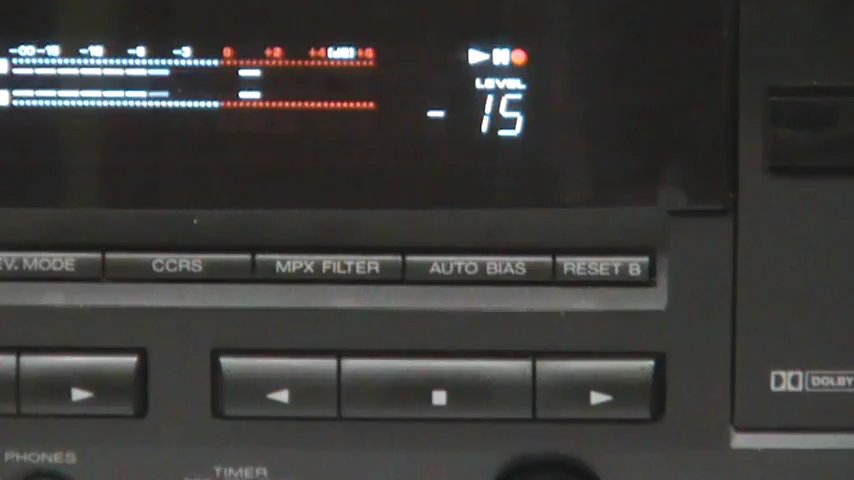 -∞ -15 -10 -6 -3 0 +2 +4 [dB] +6
LEVEL
- 15
EV. MODE CCRS MPX FILTER AUTO BIAS RESET B
DOLBY
PHONES
TIMER